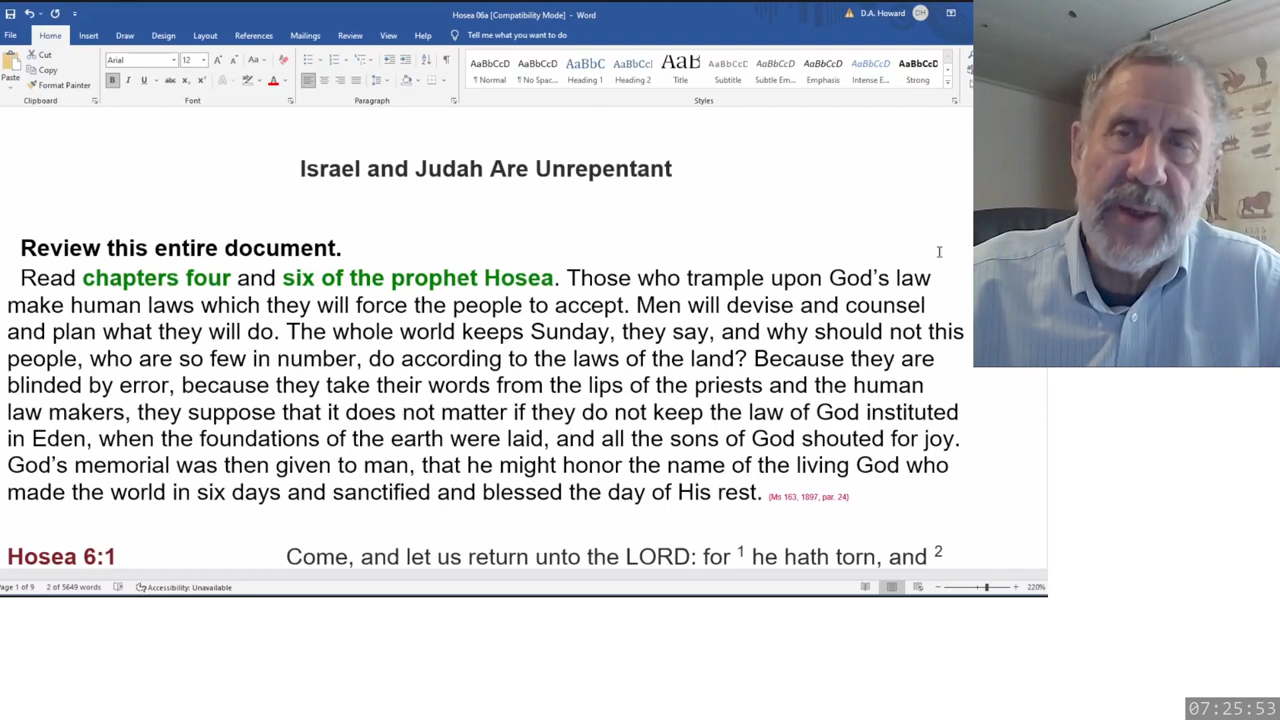 Hosea 06a [Compatibility Mode] - Word
D.A. Howard
DH
File Home Insert Draw Design Layout References Mailings Review View Help Tell me what you want to do
Paste
Cut
Copy
Format Painter
Clipboard
Arial 12
Font
Paragraph
AaBbCcD AaBbCcD AaBbC AaBbCcC AaB AaBbCcD AaBbCcD AaBbCcD AaBbCcD AaBbCcD
¶ Normal ¶ No Spac... Heading 1 Heading 2 Title Subtitle Subtle Em... Emphasis Intense E... Strong
Styles
Israel and Judah Are Unrepentant
Review this entire document.
Read chapters four and six of the prophet Hosea. Those who trample upon God’s law
make human laws which they will force the people to accept. Men will devise and counsel
and plan what they will do. The whole world keeps Sunday, they say, and why should not this
people, who are so few in number, do according to the laws of the land? Because they are
blinded by error, because they take their words from the lips of the priests and the human
law makers, they suppose that it does not matter if they do not keep the law of God instituted
in Eden, when the foundations of the earth were laid, and all the sons of God shouted for joy.
God’s memorial was then given to man, that he might honor the name of the living God who
made the world in six days and sanctified and blessed the day of His rest. {Ms 163, 1897, par. 24}
Hosea 6:1 Come, and let us return unto the LORD: for 1 he hath torn, and 2
Page 1 of 9 2 of 5649 words Accessibility: Unavailable 220%
07:25:53